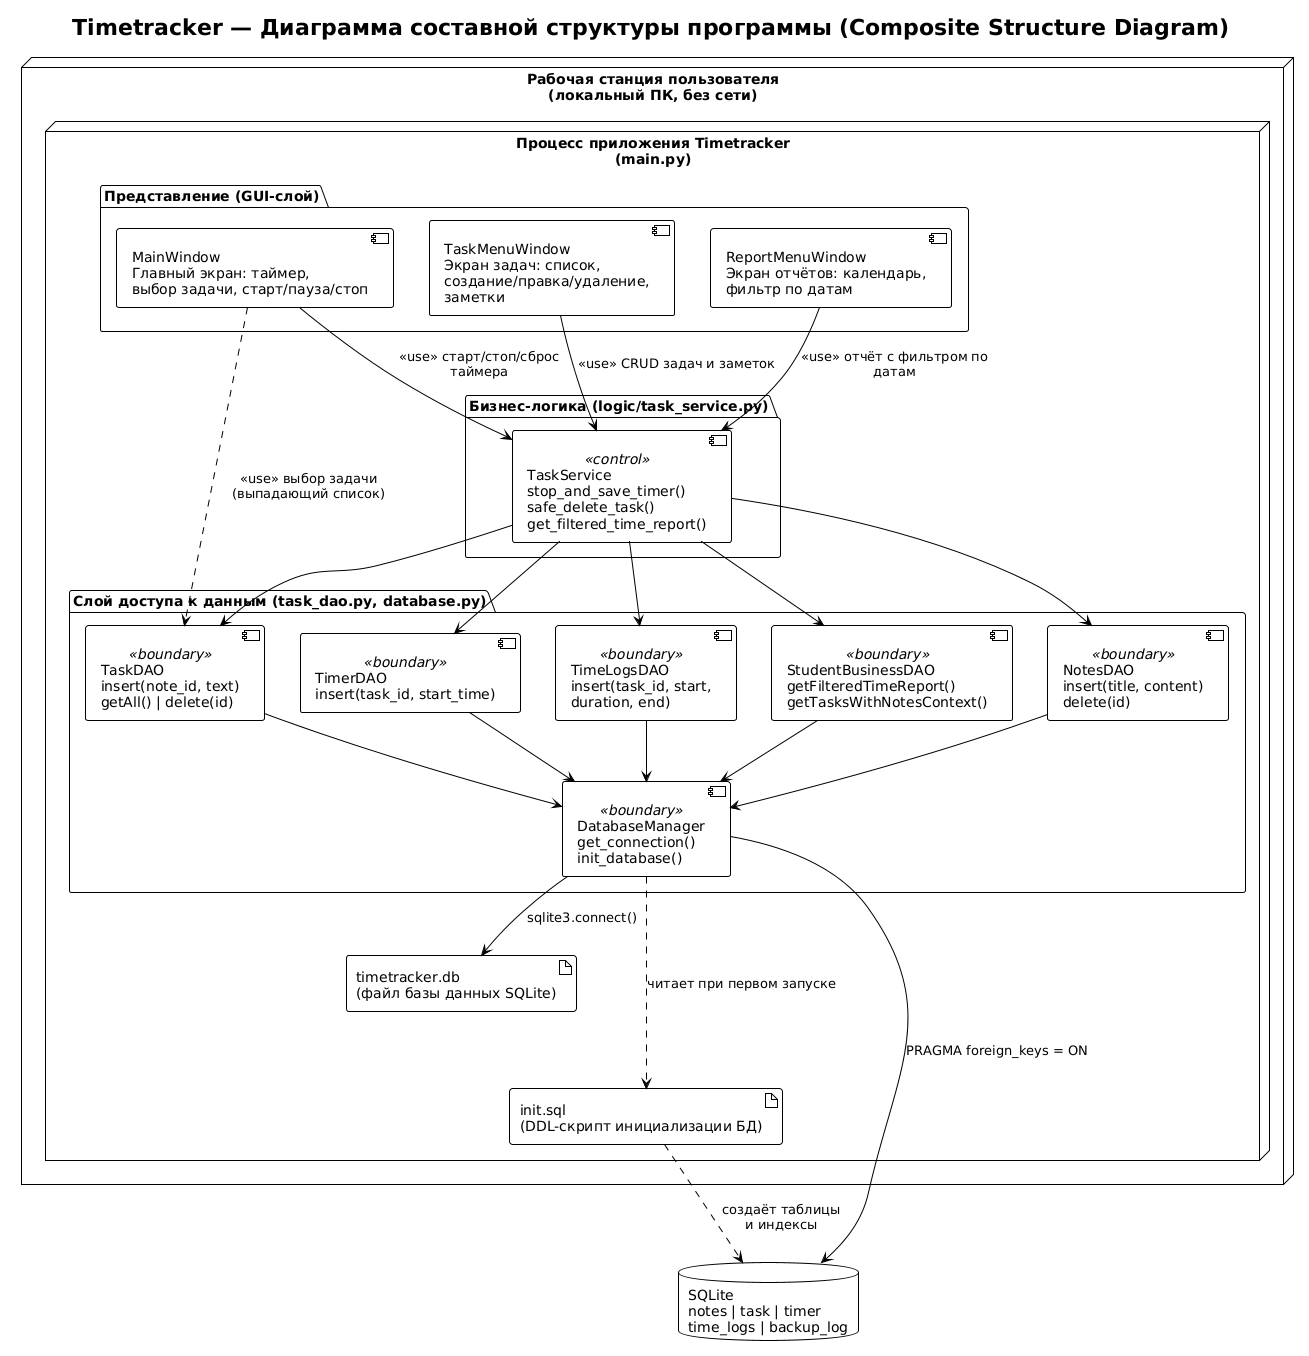 Timetracker — Диаграмма составной структуры программы (Composite Structure Diagram)
Рабочая станция пользователя
(локальный ПК, без сети)
Процесс приложения Timetracker
(main.py)
Представление (GUI-слой)
MainWindow
Главный экран: таймер,
выбор задачи, старт/пауза/стоп
TaskMenuWindow
Экран задач: список,
создание/правка/удаление,
заметки
ReportMenuWindow
Экран отчётов: календарь,
фильтр по датам
«use» старт/стоп/сброс
таймера
«use» CRUD задач и заметок
«use» отчёт с фильтром по
датам
Бизнес-логика (logic/task_service.py)
«control»
TaskService
stop_and_save_timer()
safe_delete_task()
get_filtered_time_report()
«use» выбор задачи
(выпадающий список)
Слой доступа к данным (task_dao.py, database.py)
«boundary»
TaskDAO
insert(note_id, text)
getAll() | delete(id)
«boundary»
TimerDAO
insert(task_id, start_time)
«boundary»
TimeLogsDAO
insert(task_id, start,
duration, end)
«boundary»
StudentBusinessDAO
getFilteredTimeReport()
getTasksWithNotesContext()
«boundary»
NotesDAO
insert(title, content)
delete(id)
«boundary»
DatabaseManager
get_connection()
init_database()
sqlite3.connect()
timetracker.db
(файл базы данных SQLite)
читает при первом запуске
PRAGMA foreign_keys = ON
init.sql
(DDL-скрипт инициализации БД)
создаёт таблицы
и индексы
SQLite
notes | task | timer
time_logs | backup_log